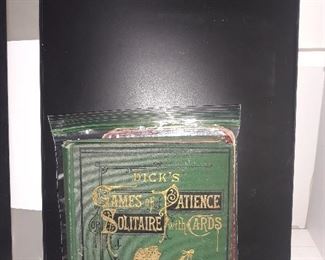 DICK'S
GAMES OF PATIENCE
OR SOLITAIRE with CARDS